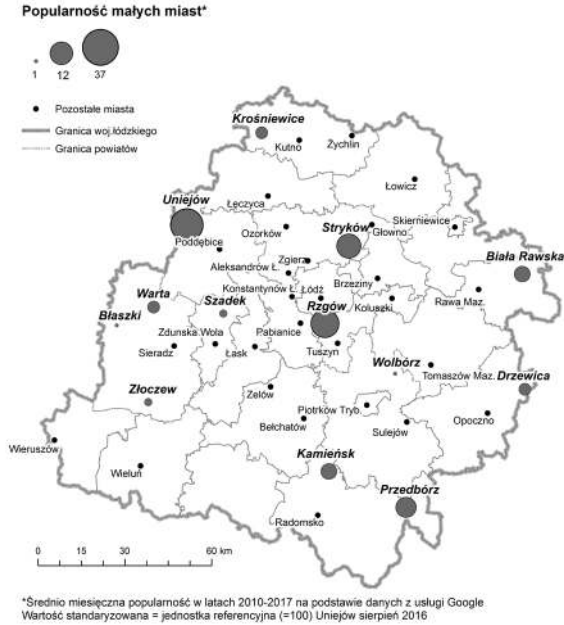 Popularność małych miast*
1 12 37
Pozostałe miasta
Granica woj.łódzkiego
Granica powiatów
Krośniewice
Kutno
Żychlin
Łowicz
Łęczyca
Uniejów
Ozorków
Stryków
Głowno
Skierniewice
Poddębice
Zgierz
Aleksandrów Ł.
Biała Rawska
Konstantynów Ł.
Łódź
Brzeziny
Rawa Maz.
Warta
Szadek
Rzgów
Koluszki
Błaszki
Zduńska Wola
Pabianice
Sieradz
Łask
Tuszyn
Wolbórz
Tomaszów Maz.
Drzewica
Złoczew
Zelów
Piotrków Tryb.
Opoczno
Bełchatów
Sulejów
Wieruszów
Wieluń
Kamieńsk
Przedbórz
Radomsko
0 20 40 60 km
*Średnio miesięczna popularność w latach 2010-2017 na podstawie danych z usługi Google
Wartość standaryzowana = jednostka referencyjna (=100) Uniejów sierpień 2016